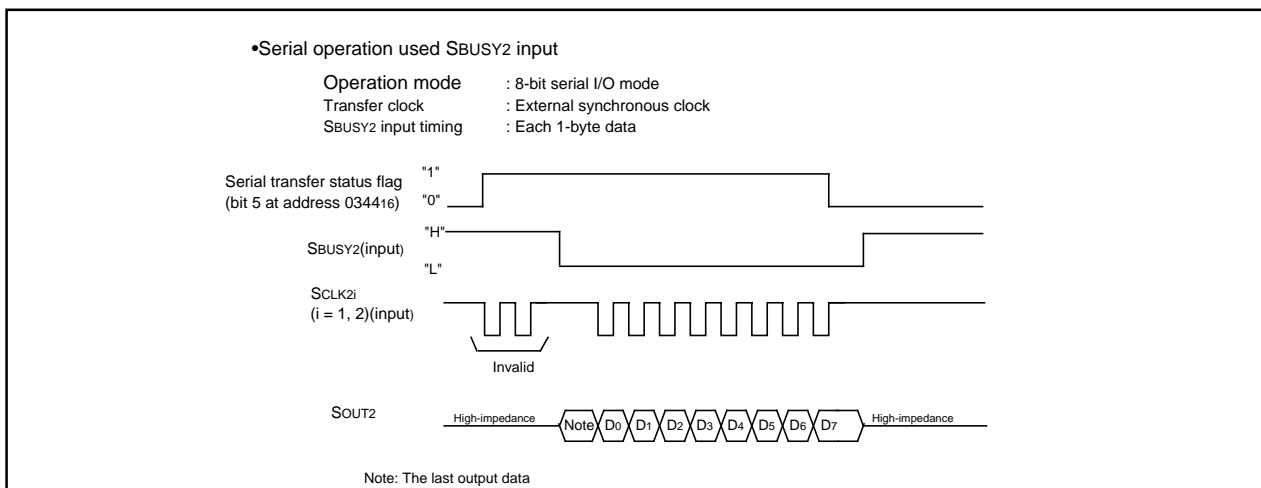 •Serial operation used SBUSY2 input
Operation mode : 8-bit serial I/O mode
Transfer clock : External synchronous clock
SBUSY2 input timing : Each 1-byte data
Serial transfer status flag
(bit 5 at address 034416)
"1"
"0"
SBUSY2(input)
"H"
"L"
SCLK2i
(i = 1, 2)(input)
Invalid
SOUT2
High-impedance Note D0 D1 D2 D3 D4 D5 D6 D7 High-impedance
Note: The last output data